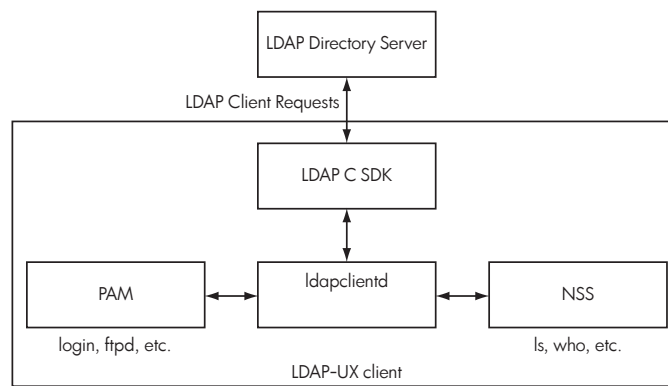 LDAP Directory Server
LDAP Client Requests
LDAP C SDK
PAM
ldapclientd
NSS
login, ftpd, etc.
ls, who, etc.
LDAP-UX client